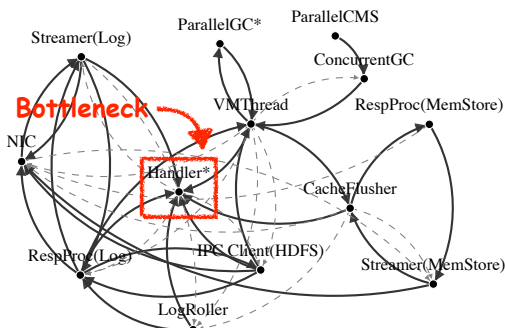 ParallelCMS
ParallelGC*
Streamer(Log)
ConcurrentGC
Bottleneck
VMThread
RespProc(MemStore)
NIC
Handler*
CacheFlusher
RespProc(Log)
IPC Client(HDFS)
Streamer(MemStore)
LogRoller